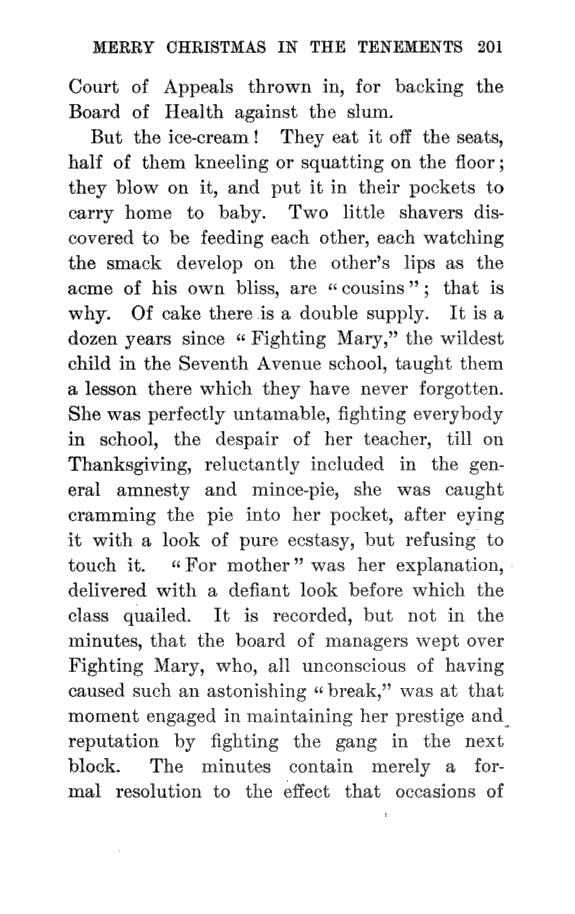 MERRY CHRISTMAS IN THE TENEMENTS 201
Court of Appeals thrown in, for backing the
Board of Health against the slum.
But the ice-cream! They eat it off the seats,
half of them kneeling or squatting on the floor;
they blow on it, and put it in their pockets to
carry home to baby. Two little shavers dis-
covered to be feeding each other, each watching
the smack develop on the other's lips as the
acme of his own bliss, are "cousins"; that is
why. Of cake there is a double supply. It is a
dozen years since "Fighting Mary," the wildest
child in the Seventh Avenue school, taught them
a lesson there which they have never forgotten.
She was perfectly untamable, fighting everybody
in school, the despair of her teacher, till on
Thanksgiving, reluctantly included in the gen-
eral amnesty and mince-pie, she was caught
cramming the pie into her pocket, after eying
it with a look of pure ecstasy, but refusing to
touch it. "For mother" was her explanation,
delivered with a defiant look before which the
class quailed. It is recorded, but not in the
minutes, that the board of managers wept over
Fighting Mary, who, all unconscious of having
caused such an astonishing "break," was at that
moment engaged in maintaining her prestige and
reputation by fighting the gang in the next
block. The minutes contain merely a for-
mal resolution to the effect that occasions of